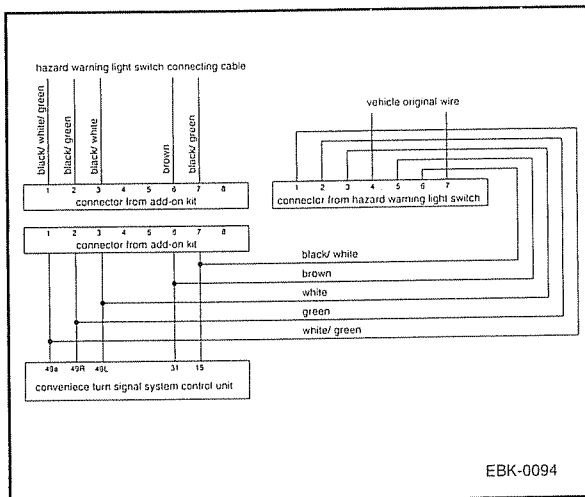 hazard warning light switch connecting cable
black/ white/ green
black/ green
black/ white
brown
black/ green
vehicle original wire
1 2 3 4 5 6 7 8
connector from add-on kit
1 2 3 4 5 6 7
connector from hazard warning light switch
1 2 3 4 5 6 7 8
connector from add-on kit
black/ white
brown
white
green
white/ green
49a 49R 49L 31 15
conveniece turn signal system control unit
EBK-0094